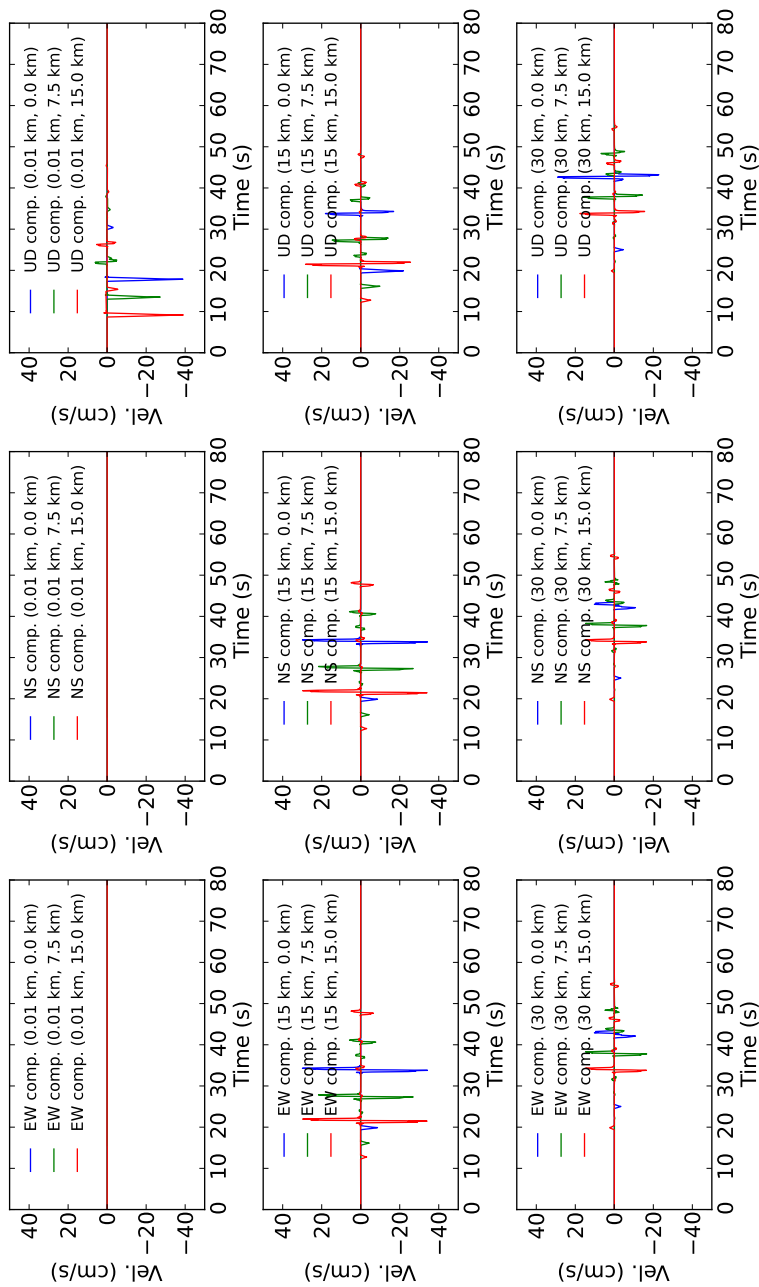 Vel. (cm/s)
40
20
0
−20
−40
EW comp. (0.01 km, 0.0 km)
EW comp. (0.01 km, 7.5 km)
EW comp. (0.01 km, 15.0 km)
0 10 20 30 40 50 60 70 80
Time (s)
Vel. (cm/s)
40
20
0
−20
−40
NS comp. (0.01 km, 0.0 km)
NS comp. (0.01 km, 7.5 km)
NS comp. (0.01 km, 15.0 km)
0 10 20 30 40 50 60 70 80
Time (s)
Vel. (cm/s)
40
20
0
−20
−40
UD comp. (0.01 km, 0.0 km)
UD comp. (0.01 km, 7.5 km)
UD comp. (0.01 km, 15.0 km)
0 10 20 30 40 50 60 70 80
Time (s)
Vel. (cm/s)
40
20
0
−20
−40
EW comp. (15 km, 0.0 km)
EW comp. (15 km, 7.5 km)
EW comp. (15 km, 15.0 km)
0 10 20 30 40 50 60 70 80
Time (s)
Vel. (cm/s)
40
20
0
−20
−40
NS comp. (15 km, 0.0 km)
NS comp. (15 km, 7.5 km)
NS comp. (15 km, 15.0 km)
0 10 20 30 40 50 60 70 80
Time (s)
Vel. (cm/s)
40
20
0
−20
−40
UD comp. (15 km, 0.0 km)
UD comp. (15 km, 7.5 km)
UD comp. (15 km, 15.0 km)
0 10 20 30 40 50 60 70 80
Time (s)
Vel. (cm/s)
40
20
0
−20
−40
EW comp. (30 km, 0.0 km)
EW comp. (30 km, 7.5 km)
EW comp. (30 km, 15.0 km)
0 10 20 30 40 50 60 70 80
Time (s)
Vel. (cm/s)
40
20
0
−20
−40
NS comp. (30 km, 0.0 km)
NS comp. (30 km, 7.5 km)
NS comp. (30 km, 15.0 km)
0 10 20 30 40 50 60 70 80
Time (s)
Vel. (cm/s)
40
20
0
−20
−40
UD comp. (30 km, 0.0 km)
UD comp. (30 km, 7.5 km)
UD comp. (30 km, 15.0 km)
0 10 20 30 40 50 60 70 80
Time (s)